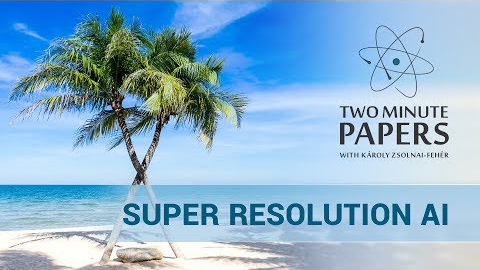 TWO MINUTE
PAPERS
WITH KÁROLY ZSOLNAI-FEHÉR
SUPER RESOLUTION AI